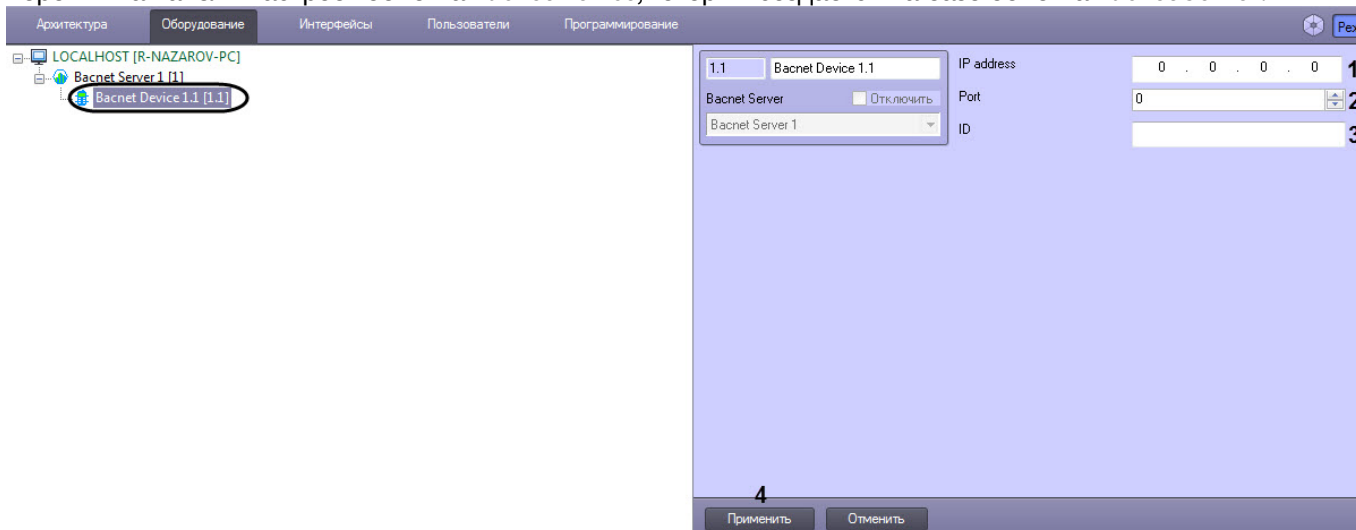 Архитектура Оборудование Интерфейсы Пользователи Программирование
LOCALHOST [R-NAZAROV-PC]
Bacnet Server 1 [1]
Bacnet Device 1.1 [1.1]
1.1 Bacnet Device 1.1
Bacnet Server Отключить
Bacnet Server 1
IP address 0 . 0 . 0 . 0 1
Port 0 2
ID 3
4
Применить Отменить